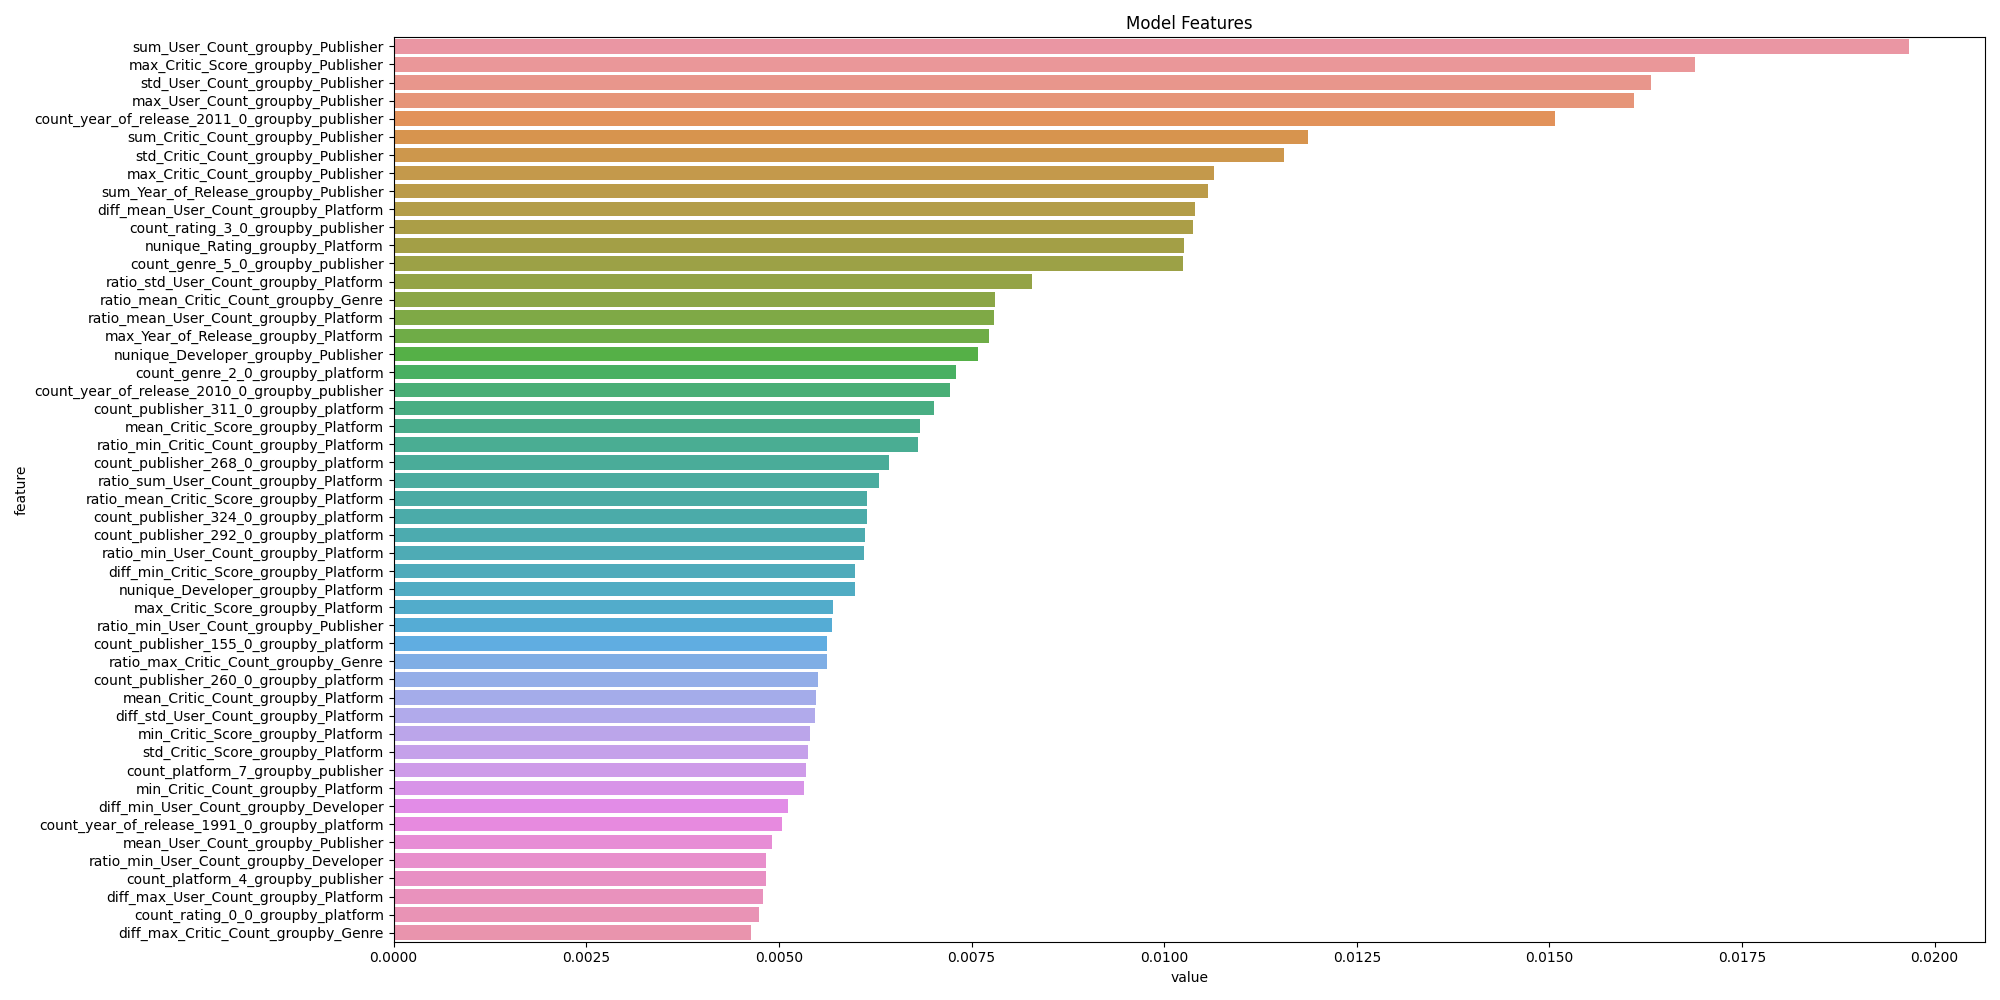 Model Features
sum_User_Count_groupby_Publisher
max_Critic_Score_groupby_Publisher
std_User_Count_groupby_Publisher
max_User_Count_groupby_Publisher
count_year_of_release_2011_0_groupby_publisher
sum_Critic_Count_groupby_Publisher
std_Critic_Count_groupby_Publisher
max_Critic_Count_groupby_Publisher
sum_Year_of_Release_groupby_Publisher
diff_mean_User_Count_groupby_Platform
count_rating_3_0_groupby_publisher
nunique_Rating_groupby_Platform
count_genre_5_0_groupby_publisher
ratio_std_User_Count_groupby_Platform
ratio_mean_Critic_Count_groupby_Genre
ratio_mean_User_Count_groupby_Platform
max_Year_of_Release_groupby_Platform
nunique_Developer_groupby_Publisher
count_genre_2_0_groupby_platform
count_year_of_release_2010_0_groupby_publisher
count_publisher_311_0_groupby_platform
mean_Critic_Score_groupby_Platform
ratio_min_Critic_Count_groupby_Platform
count_publisher_268_0_groupby_platform
ratio_sum_User_Count_groupby_Platform
ratio_mean_Critic_Score_groupby_Platform
count_publisher_324_0_groupby_platform
count_publisher_292_0_groupby_platform
ratio_min_User_Count_groupby_Platform
diff_min_Critic_Score_groupby_Platform
nunique_Developer_groupby_Platform
max_Critic_Score_groupby_Platform
ratio_min_User_Count_groupby_Publisher
count_publisher_155_0_groupby_platform
ratio_max_Critic_Count_groupby_Genre
count_publisher_260_0_groupby_platform
mean_Critic_Count_groupby_Platform
diff_std_User_Count_groupby_Platform
min_Critic_Score_groupby_Platform
std_Critic_Score_groupby_Platform
count_platform_7_groupby_publisher
min_Critic_Count_groupby_Platform
diff_min_User_Count_groupby_Developer
count_year_of_release_1991_0_groupby_platform
mean_User_Count_groupby_Publisher
ratio_min_User_Count_groupby_Developer
count_platform_4_groupby_publisher
diff_max_User_Count_groupby_Platform
count_rating_0_0_groupby_platform
diff_max_Critic_Count_groupby_Genre
feature
0.0000 0.0025 0.0050 0.0075 0.0100 0.0125 0.0150 0.0175 0.0200
value